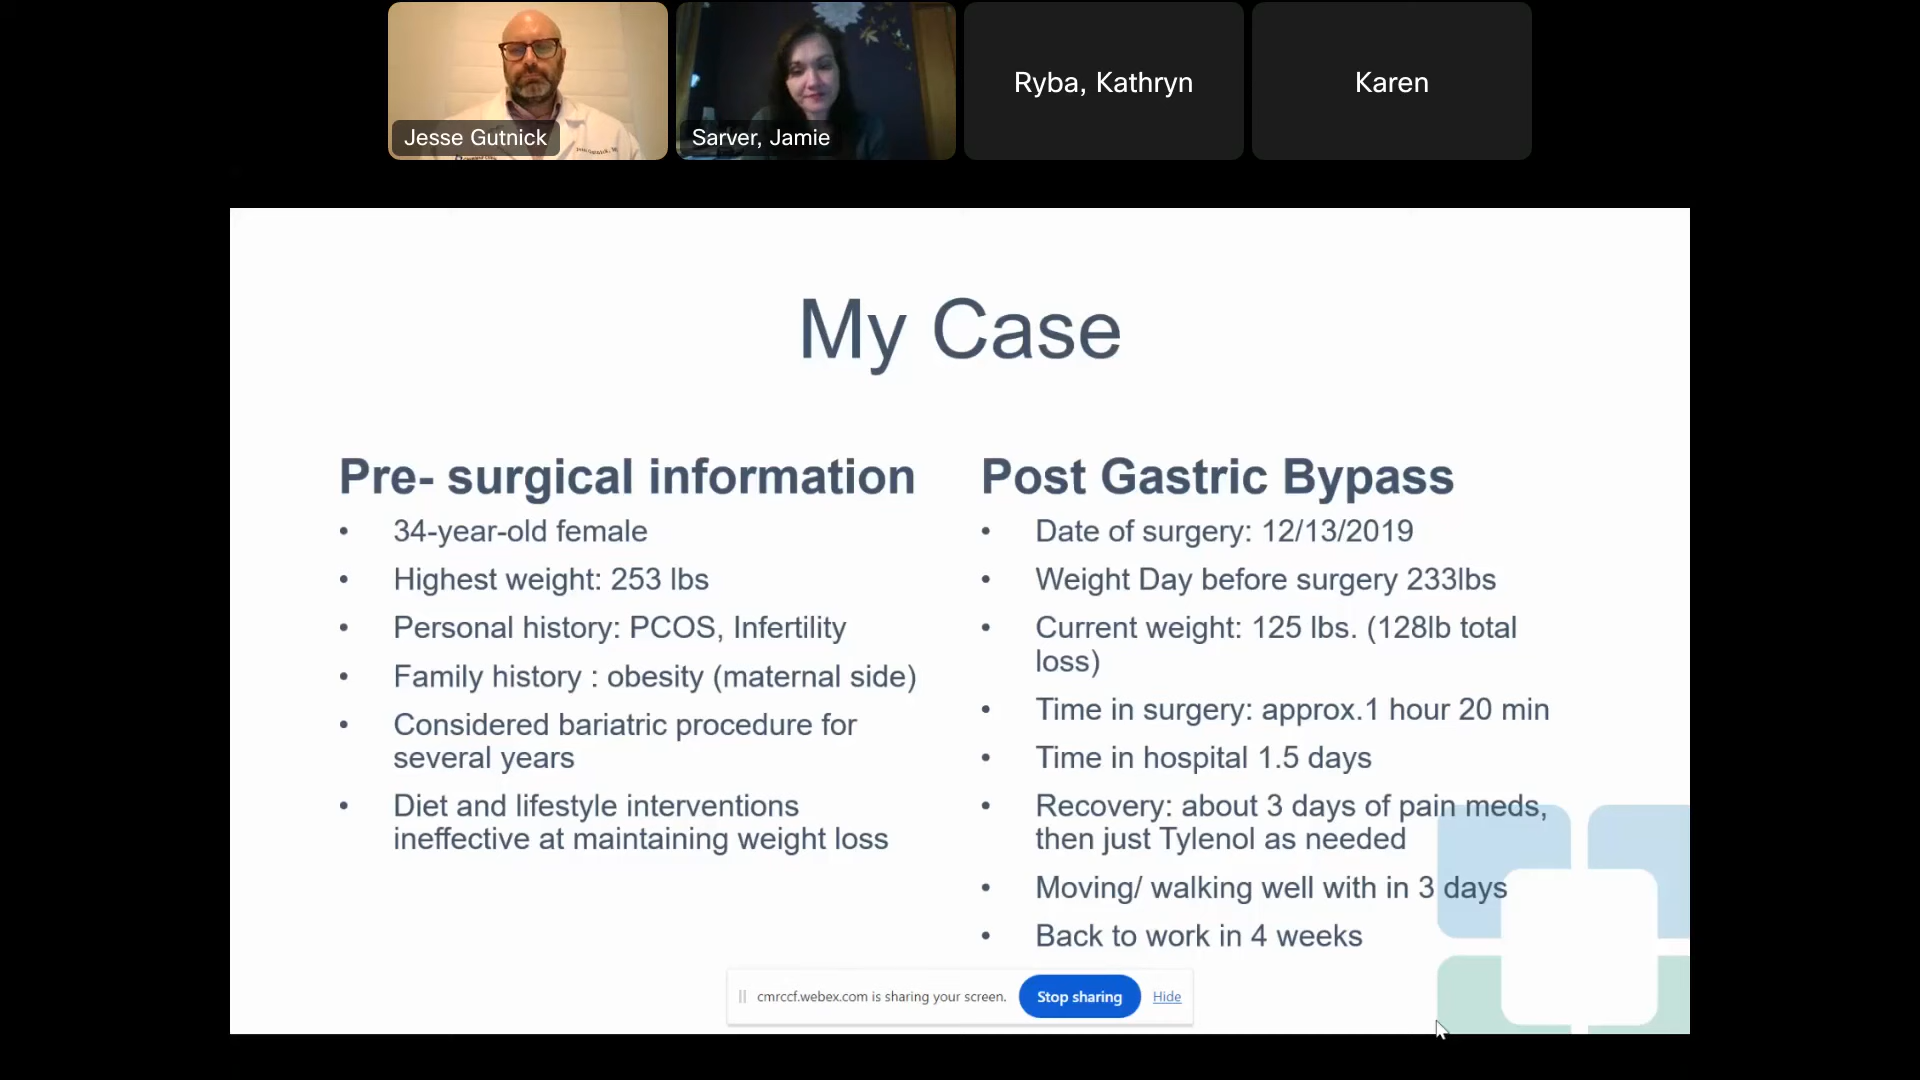 Jesse Gutnick
Sarver, Jamie
Ryba, Kathryn
Karen
My Case
Pre- surgical information
• 34-year-old female
• Highest weight: 253 lbs
• Personal history: PCOS, Infertility
• Family history : obesity (maternal side)
• Considered bariatric procedure for
several years
• Diet and lifestyle interventions
ineffective at maintaining weight loss
Post Gastric Bypass
• Date of surgery: 12/13/2019
• Weight Day before surgery 233lbs
• Current weight: 125 lbs. (128lb total
loss)
• Time in surgery: approx.1 hour 20 min
• Time in hospital 1.5 days
• Recovery: about 3 days of pain meds,
then just Tylenol as needed
• Moving/ walking well with in 3 days
• Back to work in 4 weeks
cmrccf.webex.com is sharing your screen.
Stop sharing
Hide